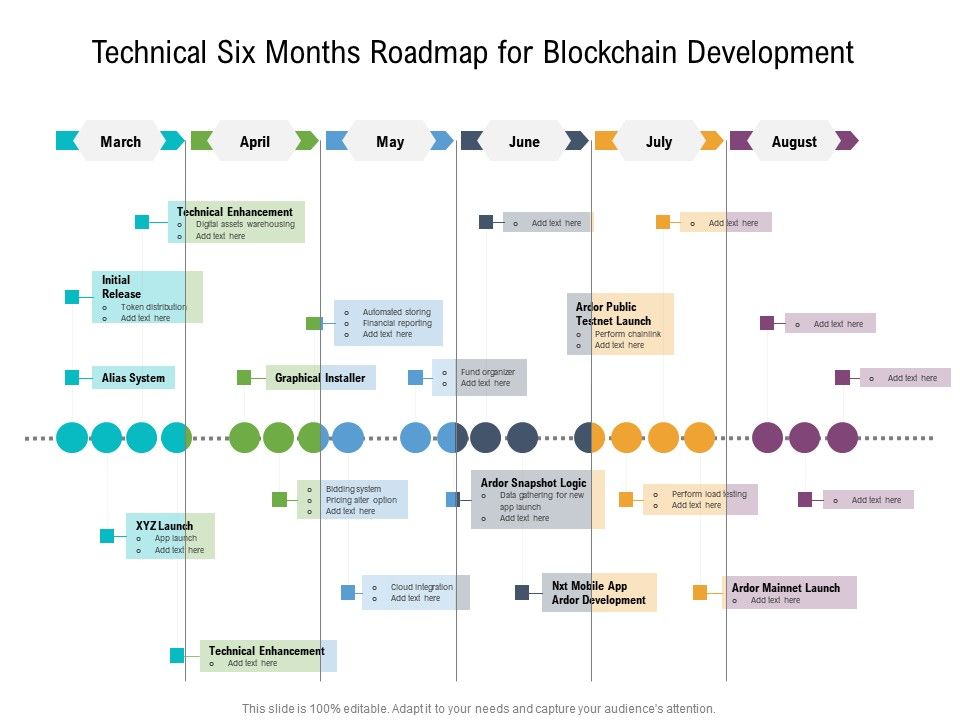 Technical Six Months Roadmap for Blockchain Development
March
April
May
June
July
August
Technical Enhancement
Digital assets warehousing
Add text here
Add text here
Add text here
Initial
Release
Token distribution
Add text here
Automated storing
Financial reporting
Add text here
Ardor Public
Testnet Launch
Perform chainlink
Add text here
Add text here
Alias System
Graphical Installer
Fund organizer
Add text here
Add text here
Bidding system
Pricing alter option
Add text here
Ardor Snapshot Logic
Data gathering for new
app launch
Add text here
Perform load testing
Add text here
Add text here
XYZ Launch
App launch
Add text here
Cloud integration
Add text here
Nxt Mobile App
Ardor Development
Ardor Mainnet Launch
Add text here
Technical Enhancement
Add text here
This slide is 100% editable. Adapt it to your needs and capture your audience's attention.